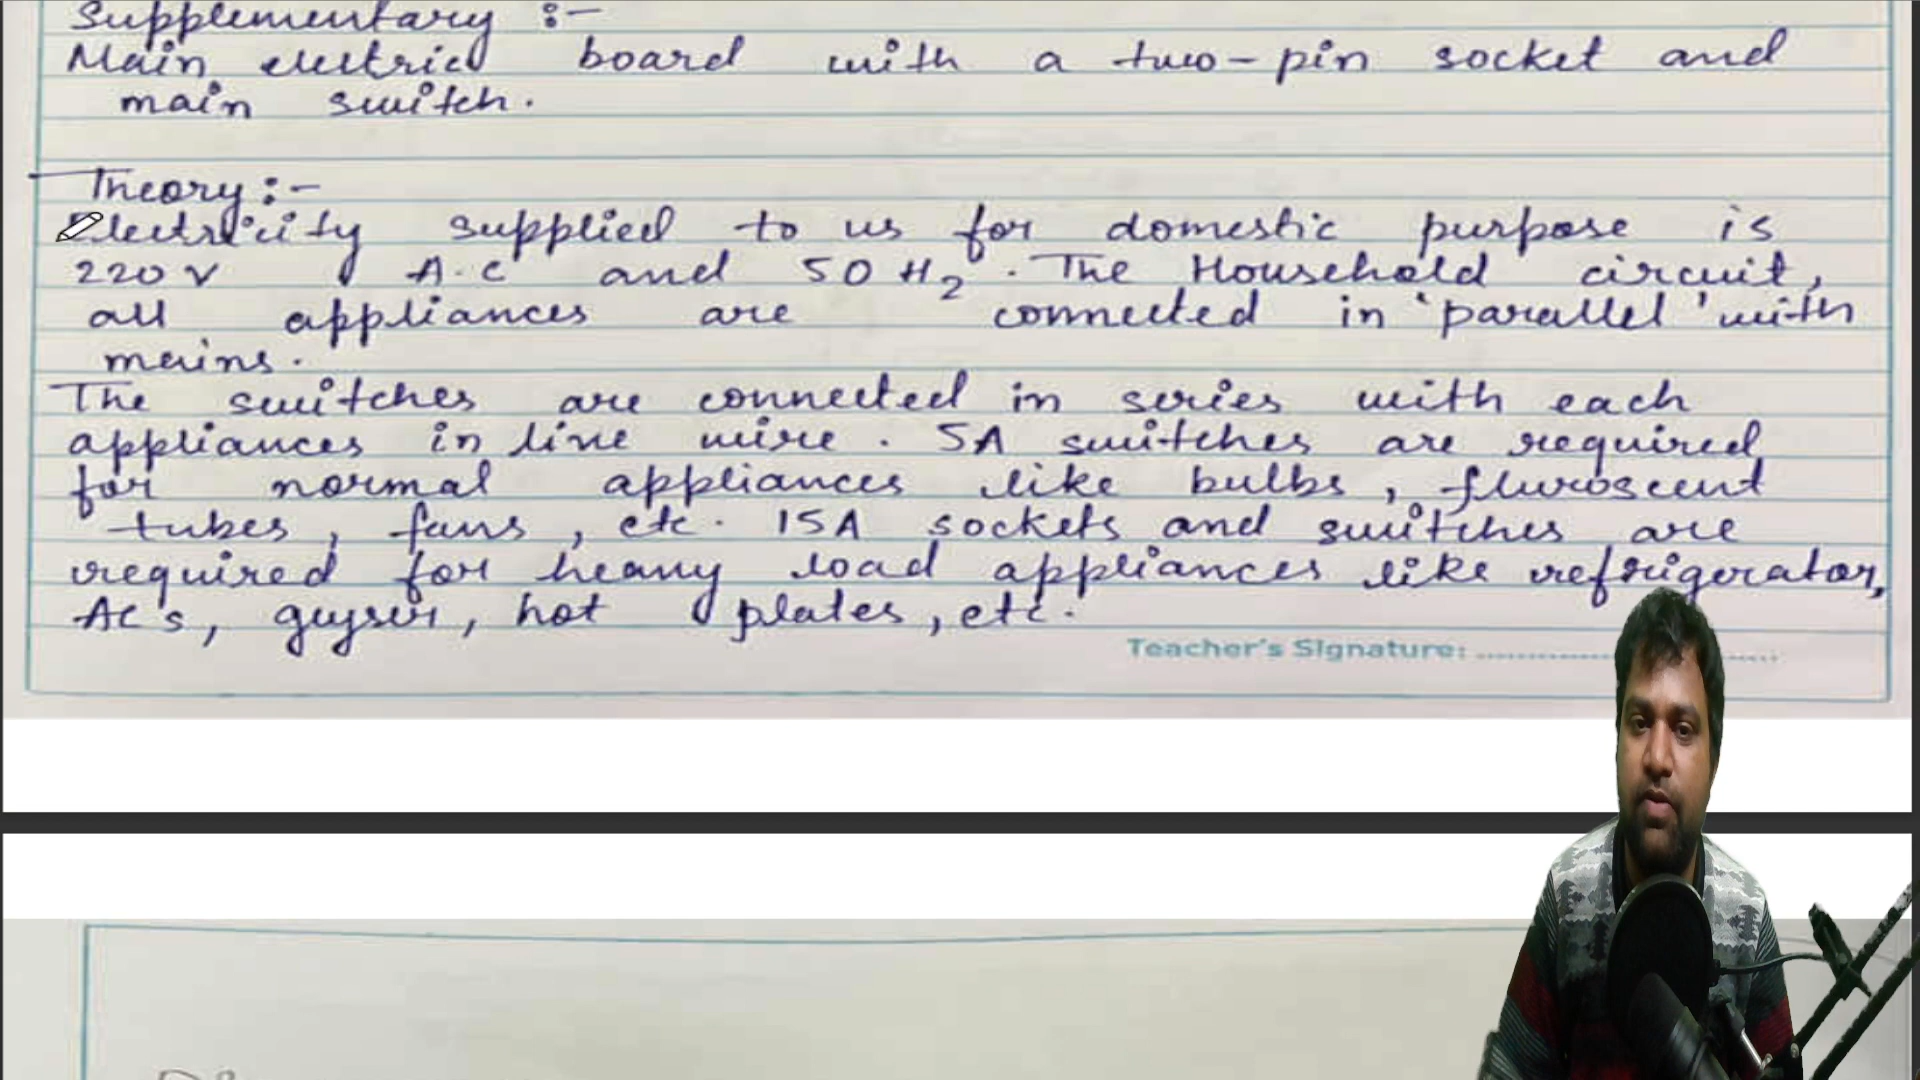 Supplementary :-
Main electric board with a two-pin socket and
main switch.
Theory :-
Electricity supplied to us for domestic purpose is
220 V A.C and 50 Hz. The Household circuit,
all appliances are connected in 'parallel' with
mains.
The switches are connected in series with each
appliances in live wire. 5A switches are required
for normal appliances like bulbs, fluroscent
tubes, fans, etc. 15A sockets and switches are
required for heavy load appliances like refrigerator,
ACs, guyser, hot plates, etc.
Teacher's Signature: ....................